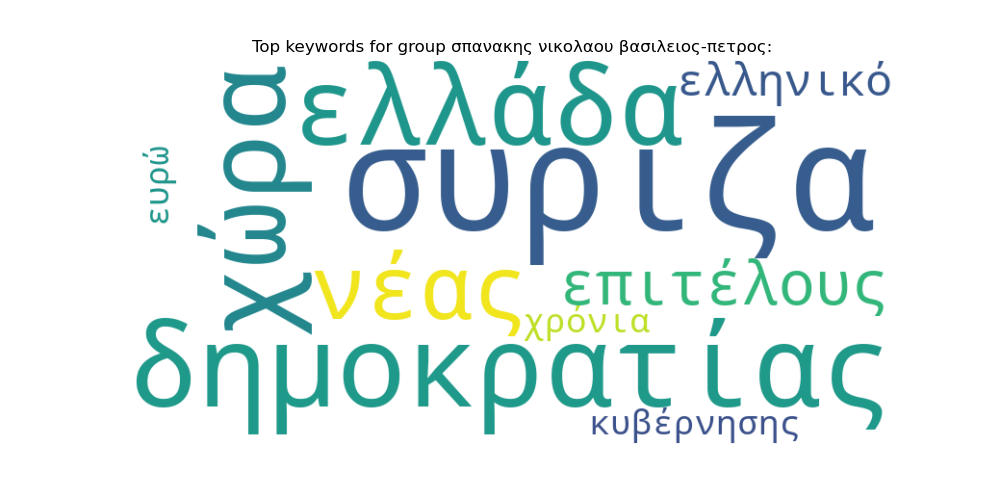 Top keywords for group σπανακης νικολαου βασιλειος-πετρος:
χώρα
ελλάδα
ελληνικό
ευρώ
συριζα
νέας
επιτέλους
χρόνια
δημοκρατίας
κυβέρνησης